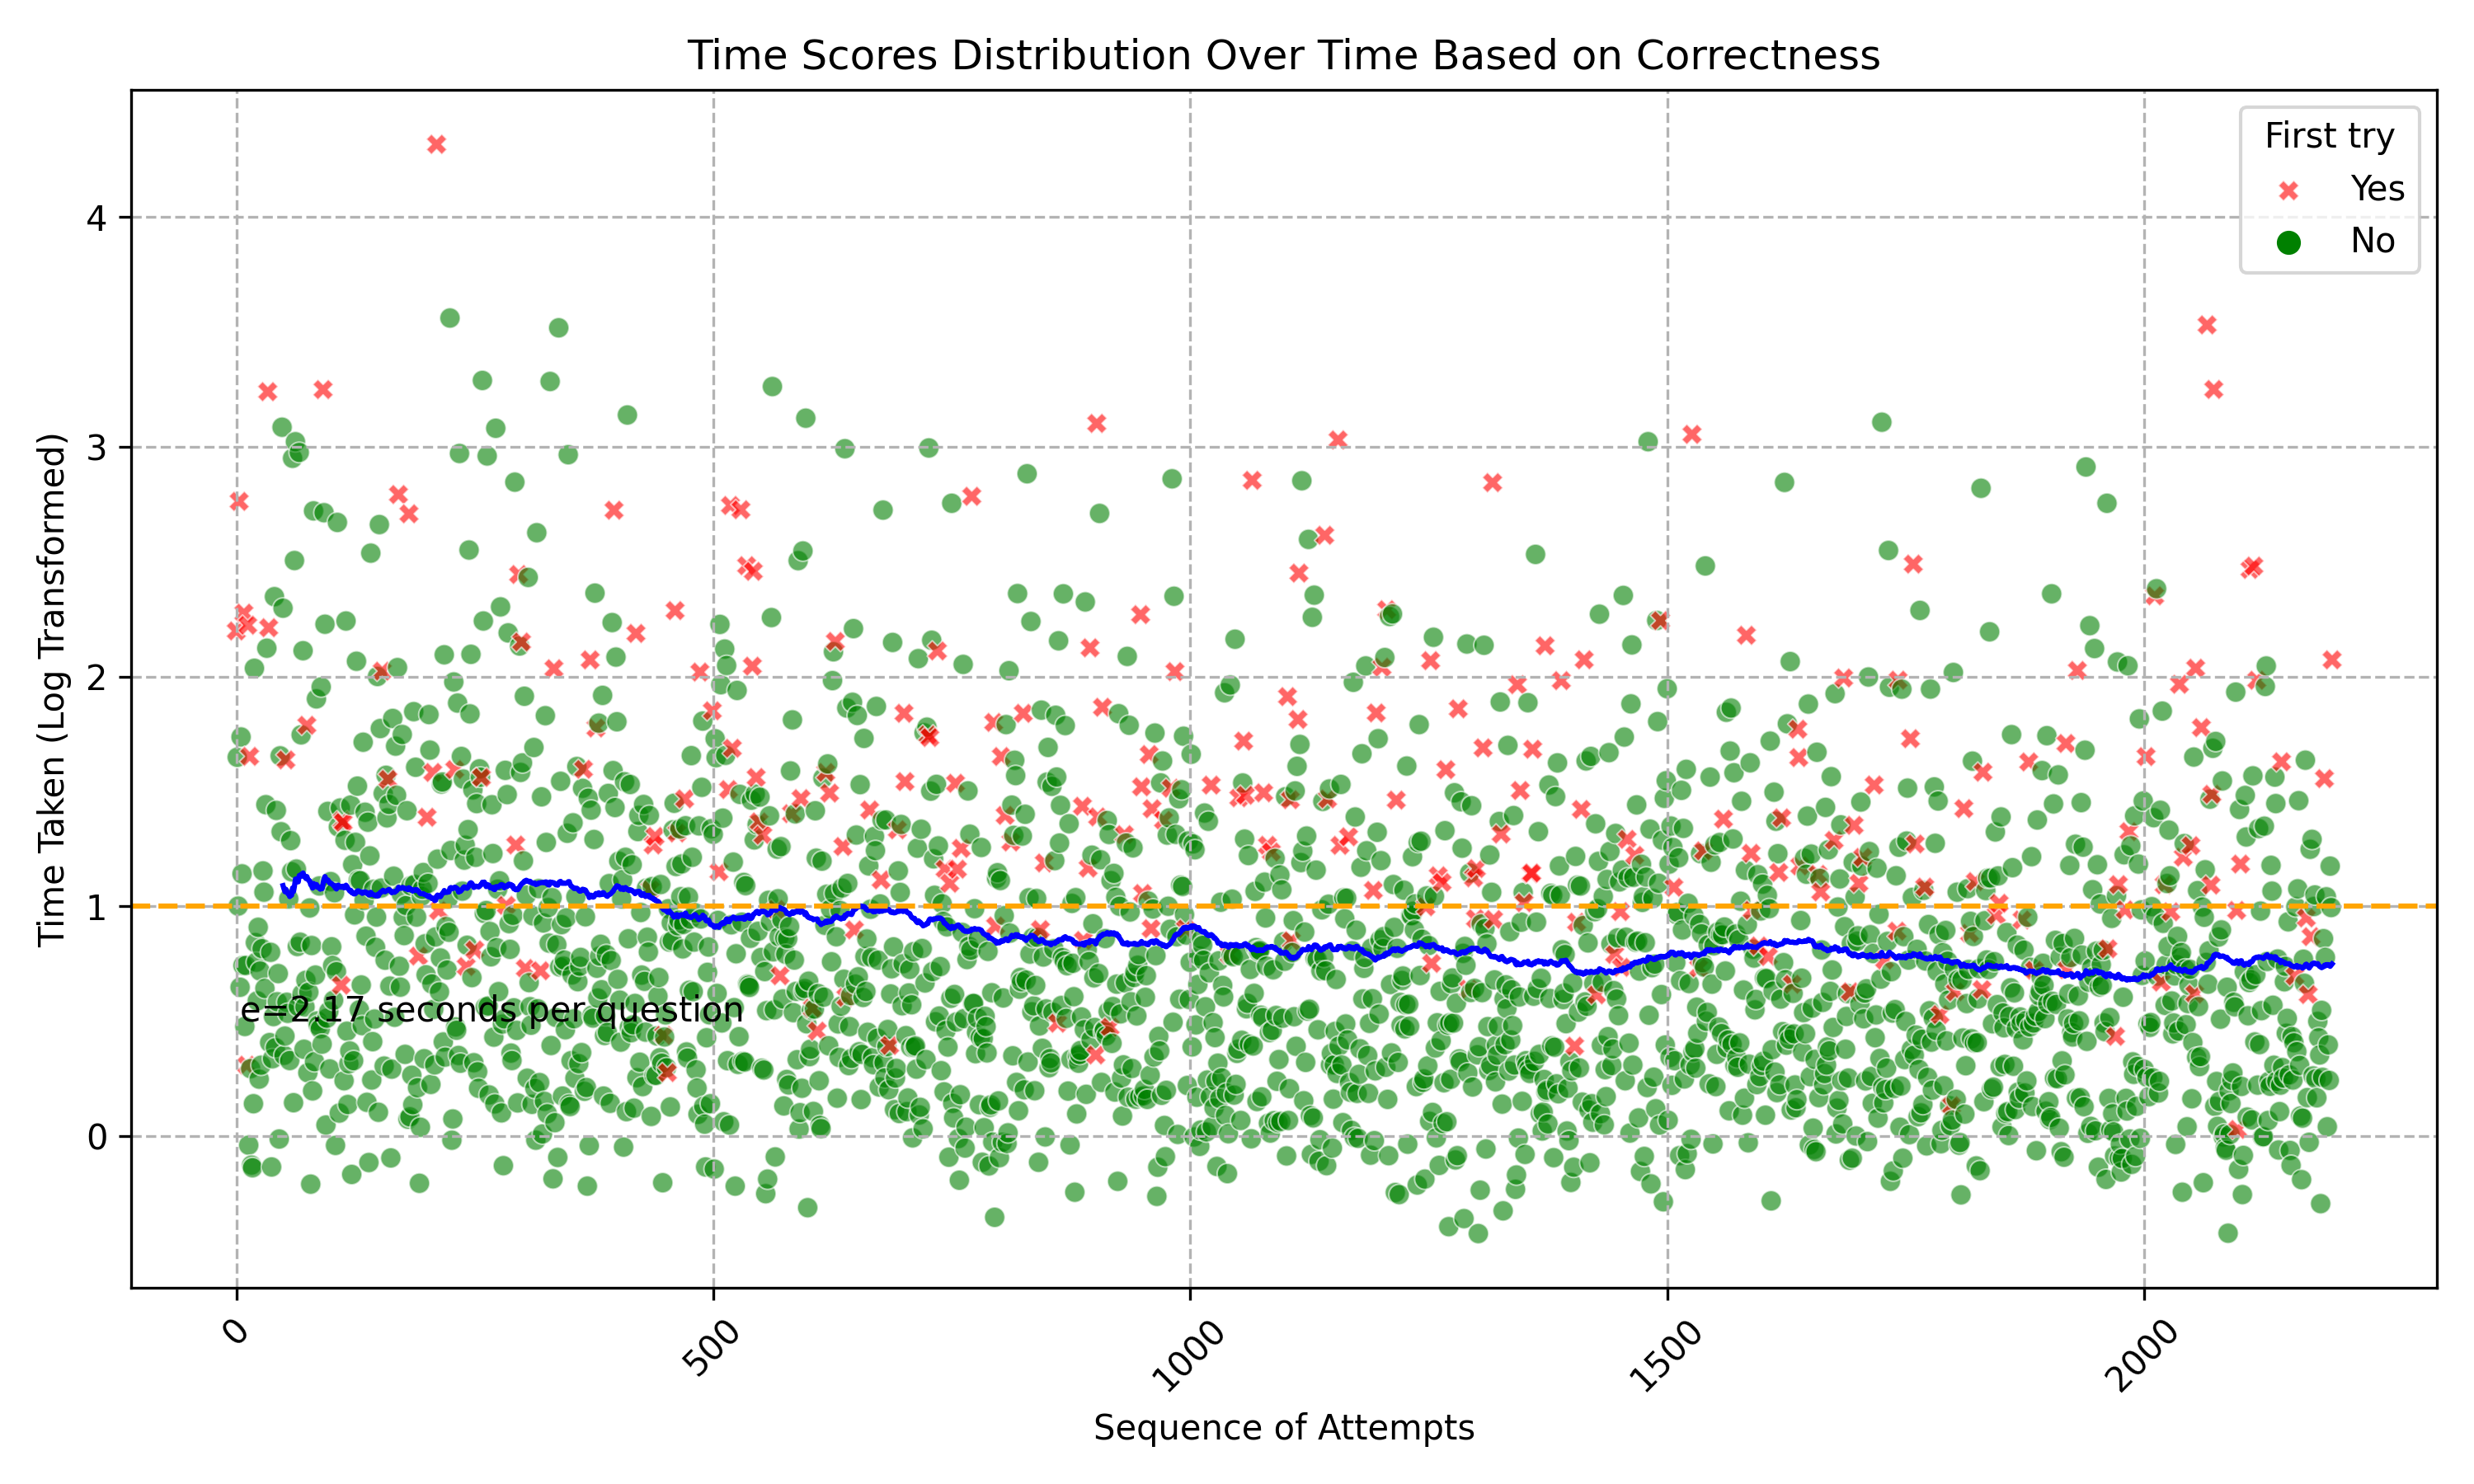 Time Scores Distribution Over Time Based on Correctness
First try
Yes
No
Time Taken (Log Transformed)
4
3
2
1
0
e=2.17 seconds per question
0
500
1000
1500
2000
Sequence of Attempts